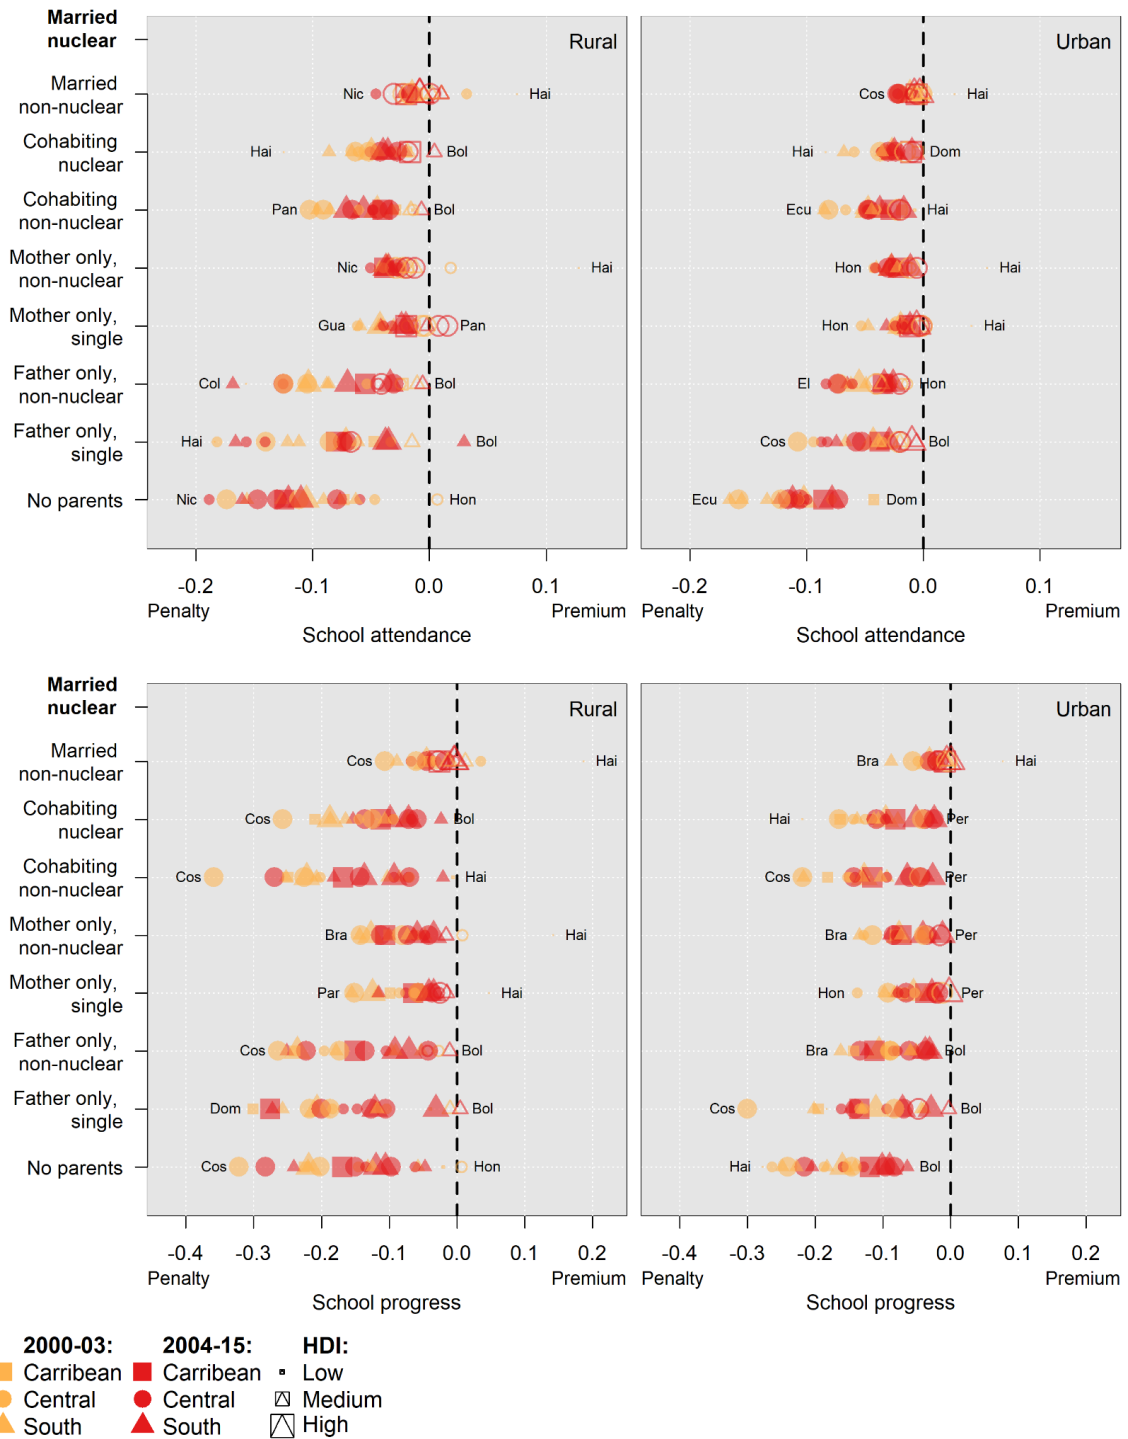 Married
nuclear
Rural
Urban
Married
non-nuclear
Nic
Hai
Cos
Hai
Cohabiting
nuclear
Hai
Bol
Hai
Dom
Cohabiting
non-nuclear
Pan
Bol
Ecu
Hai
Mother only,
non-nuclear
Nic
Hai
Hon
Hai
Mother only,
single
Gua
Pan
Hon
Hai
Father only,
non-nuclear
Col
Bol
El
Hon
Father only,
single
Hai
Bol
Cos
Bol
No parents
Nic
Hon
Ecu
Dom
-0.2 -0.1 0.0 0.1
-0.2 -0.1 0.0 0.1
Penalty Premium
Penalty Premium
School attendance
School attendance
Married
nuclear
Rural
Urban
Married
non-nuclear
Cos
Hai
Bra
Hai
Cohabiting
nuclear
Cos
Bol
Hai
Per
Cohabiting
non-nuclear
Cos
Hai
Cos
Per
Mother only,
non-nuclear
Bra
Hai
Bra
Per
Mother only,
single
Par
Hai
Hon
Per
Father only,
non-nuclear
Cos
Bol
Bra
Bol
Father only,
single
Dom
Bol
Cos
Bol
No parents
Cos
Hon
Hai
Bol
-0.4 -0.3 -0.2 -0.1 0.0 0.1 0.2
-0.4 -0.3 -0.2 -0.1 0.0 0.1 0.2
Penalty Premium
Penalty Premium
School progress
School progress
2000-03: 2004-15: HDI:
Carribean Carribean Low
Central Central Medium
South South High